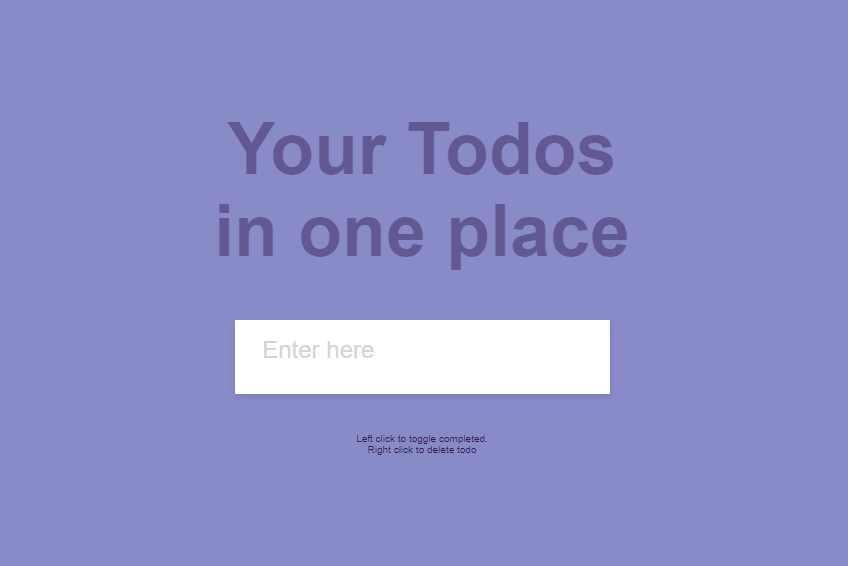 Your Todos
in one place
Enter here
Left click to toggle completed.
Right click to delete todo